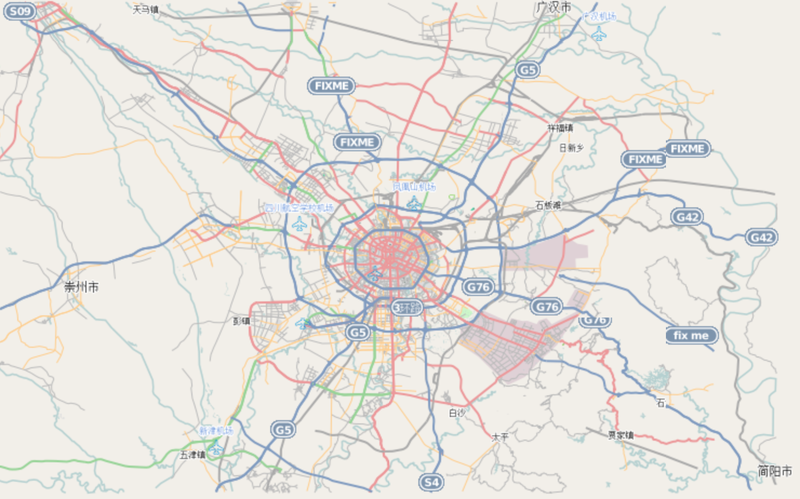 S09
天马镇
广汉市
广汉机场
G5
FIXME
FIXME
祥福镇
日新乡
FIXME
FIXME
凤凰山机场
四川航空学校机场
石板滩
G42
G42
崇州市
G76
G76
G76
彭镇
G5
fix me
石
白沙
G5
新津机场
五津镇
太平
贾家镇
简阳市
S4